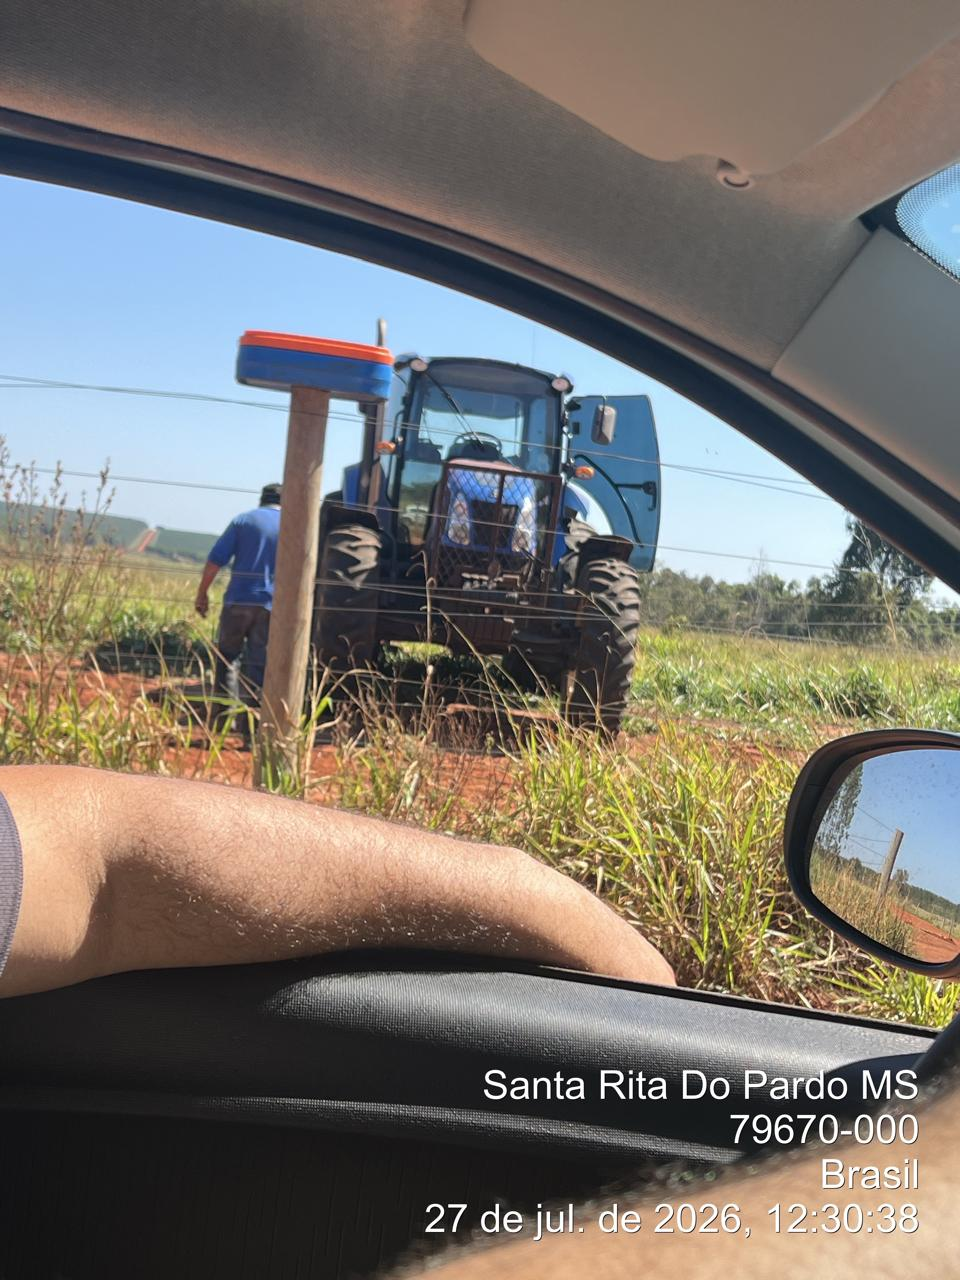 Santa Rita Do Pardo MS
79670-000
Brasil
27 de jul. de 2026, 12:30:38